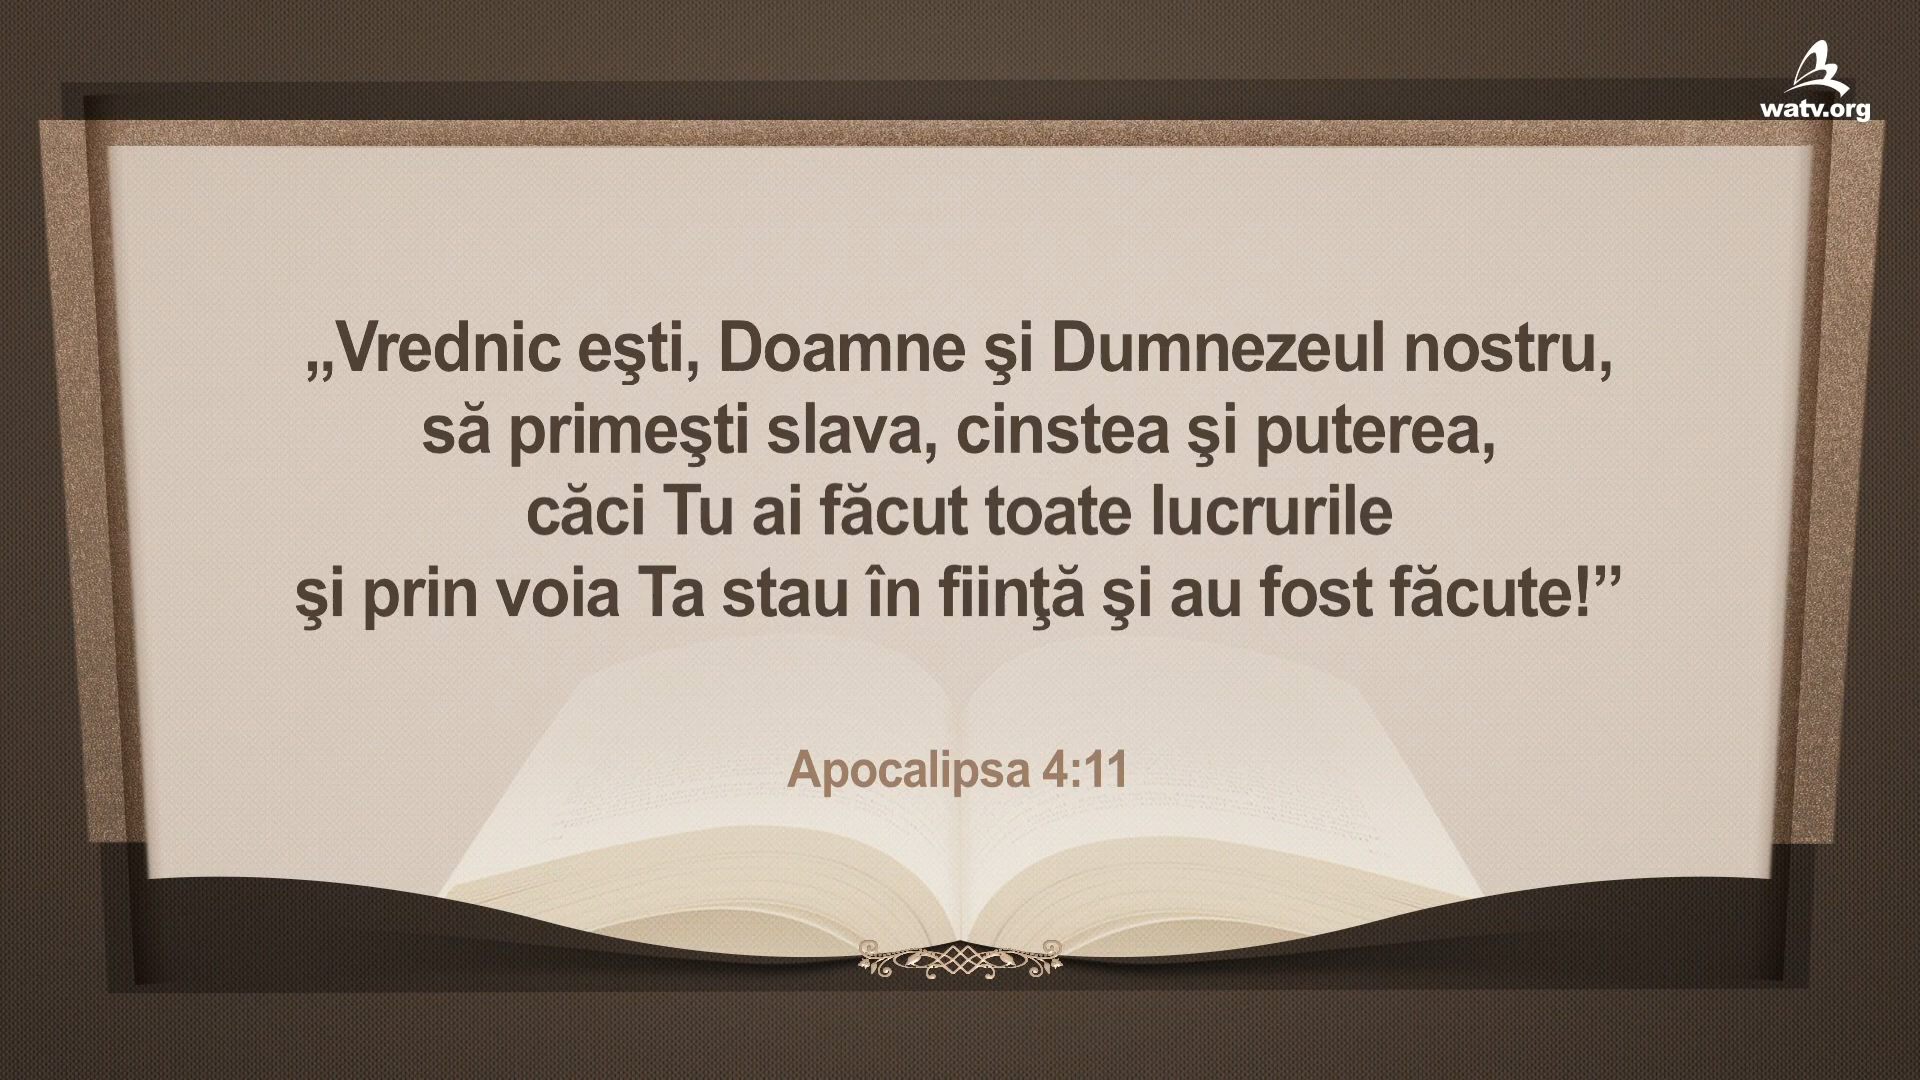 watv.org
„Vrednic eşti, Doamne şi Dumnezeul nostru,
să primeşti slava, cinstea şi puterea,
căci Tu ai făcut toate lucrurile
şi prin voia Ta stau în fiinţă şi au fost făcute!”
Apocalipsa 4:11